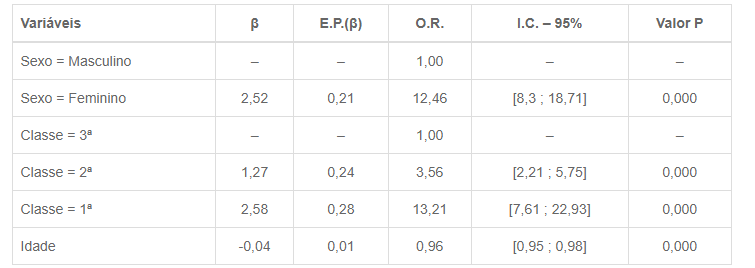 Variáveis β E.P.(β) O.R. I.C. – 95% Valor P
Sexo = Masculino – – 1,00 – –
Sexo = Feminino 2,52 0,21 12,46 [8,3 ; 18,71] 0,000
Classe = 3ª – – 1,00 – –
Classe = 2ª 1,27 0,24 3,56 [2,21 ; 5,75] 0,000
Classe = 1ª 2,58 0,28 13,21 [7,61 ; 22,93] 0,000
Idade -0,04 0,01 0,96 [0,95 ; 0,98] 0,000